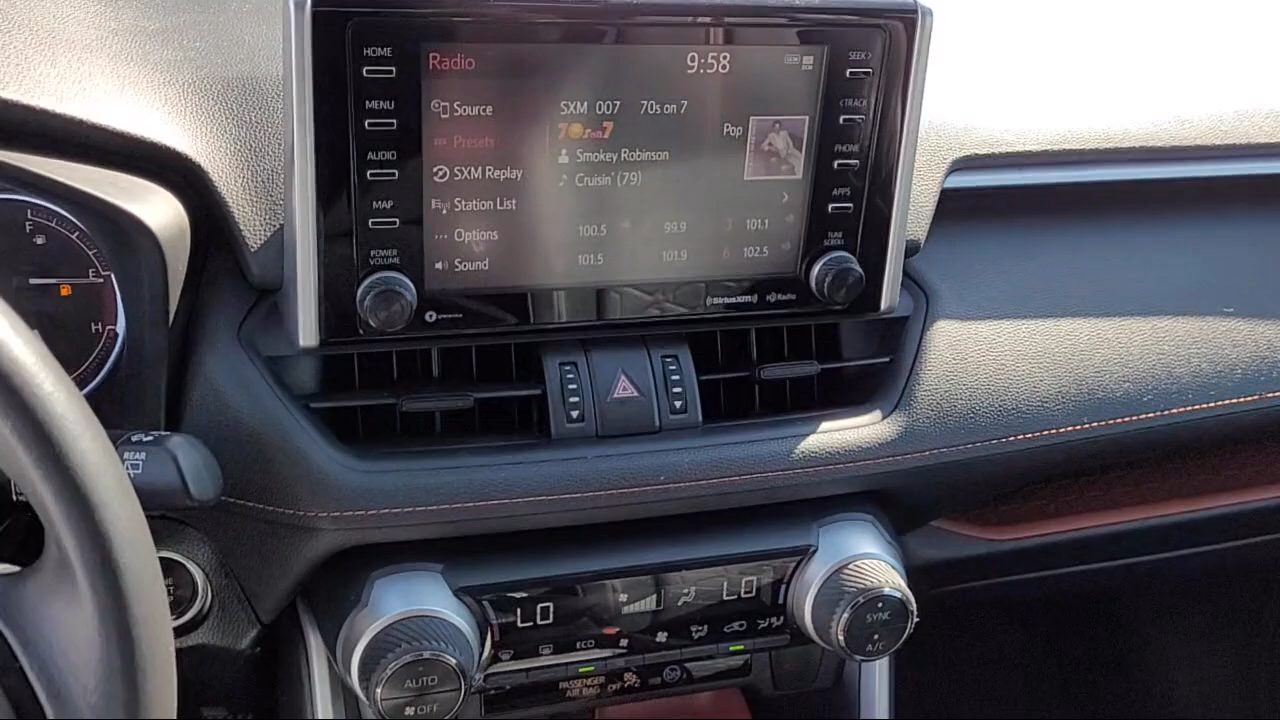 HOME
MENU
AUDIO
MAP
POWER
VOLUME
Radio
9:58
Source
Presets
SXM Replay
Station List
Options
Sound
SXM 007 70s on 7
70s on 7
Pop
Smokey Robinson
Cruisin' (79)
100.5 99.9 3 101.1
101.5 101.9 6 102.5
SEEK >
< TRACK
PHONE
APPS
TUNE
SCROLL
SiriusXM
HD Radio
F
E
H
REAR
LO
LO
ECO
AUTO
OFF
SYNC
A/C
PASSENGER
AIR BAG OFF 2